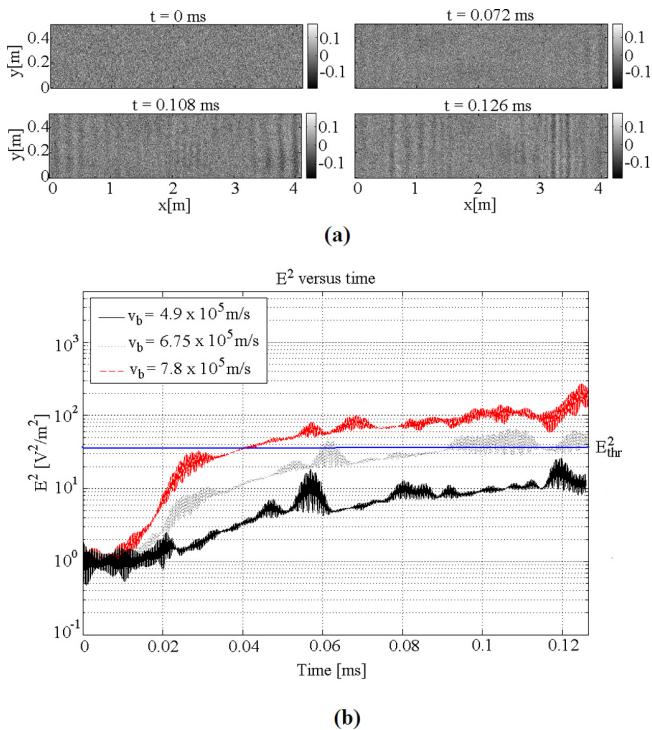 (a)
t = 0 ms
t = 0.072 ms
y[m]
0.4
0.2
0
0.1
0
-0.1
0.1
0
-0.1
t = 0.108 ms
t = 0.126 ms
y[m]
0.4
0.2
0
0.1
0
-0.1
0.1
0
-0.1
0 1 2 3 4
0 1 2 3 4
x[m]
x[m]
(a)
(b)
E² versus time
v_b = 4.9 x 10⁵m/s
v_b = 6.75 x 10⁵m/s
v_b = 7.8 x 10⁵m/s
E² [V²/m²]
10³
10²
10¹
10⁰
10⁻¹
E²thr
0 0.02 0.04 0.06 0.08 0.1 0.12
Time [ms]
(b)